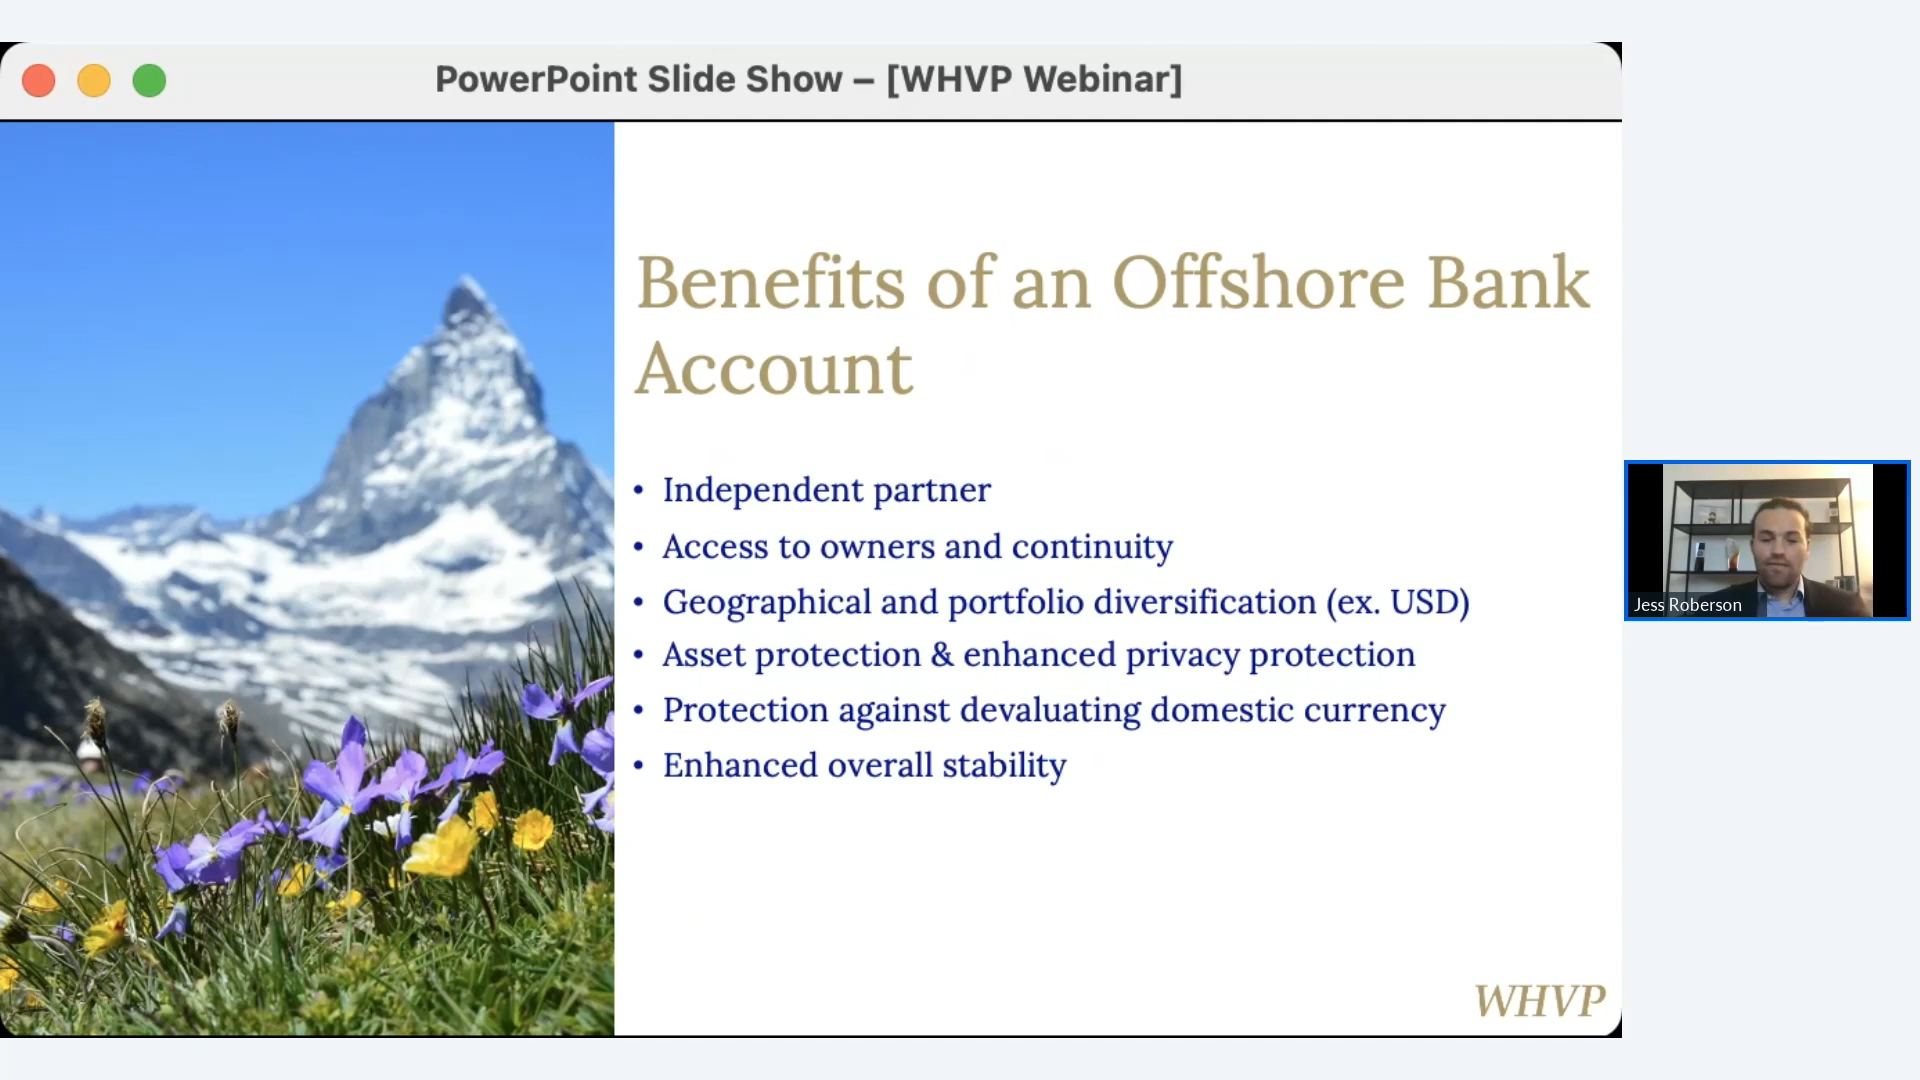 PowerPoint Slide Show – [WHVP Webinar]
Benefits of an Offshore Bank
Account
• Independent partner
• Access to owners and continuity
• Geographical and portfolio diversification (ex. USD)
• Asset protection & enhanced privacy protection
• Protection against devaluating domestic currency
• Enhanced overall stability
WHVP
Jess Roberson